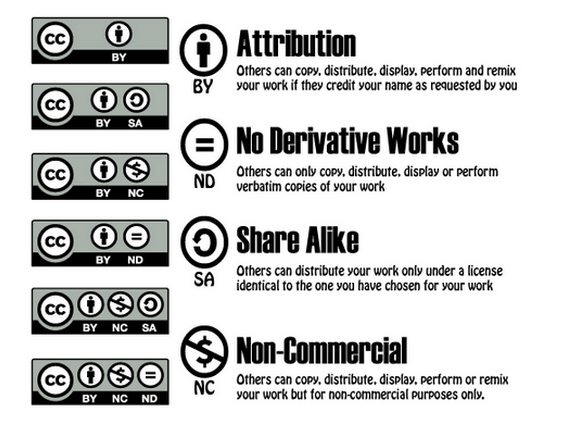 cc
BY
cc
BY SA
cc
BY NC
cc
BY ND
cc
BY NC SA
cc
BY NC ND
BY
Attribution
Others can copy, distribute, display, perform and remix
your work if they credit your name as requested by you
ND
No Derivative Works
Others can only copy, distribute, display or perform
verbatim copies of your work
SA
Share Alike
Others can distribute your work only under a license
identical to the one you have chosen for your work
$
NC
Non-Commercial
Others can copy, distribute, display, perform or remix
your work but for non-commercial purposes only.